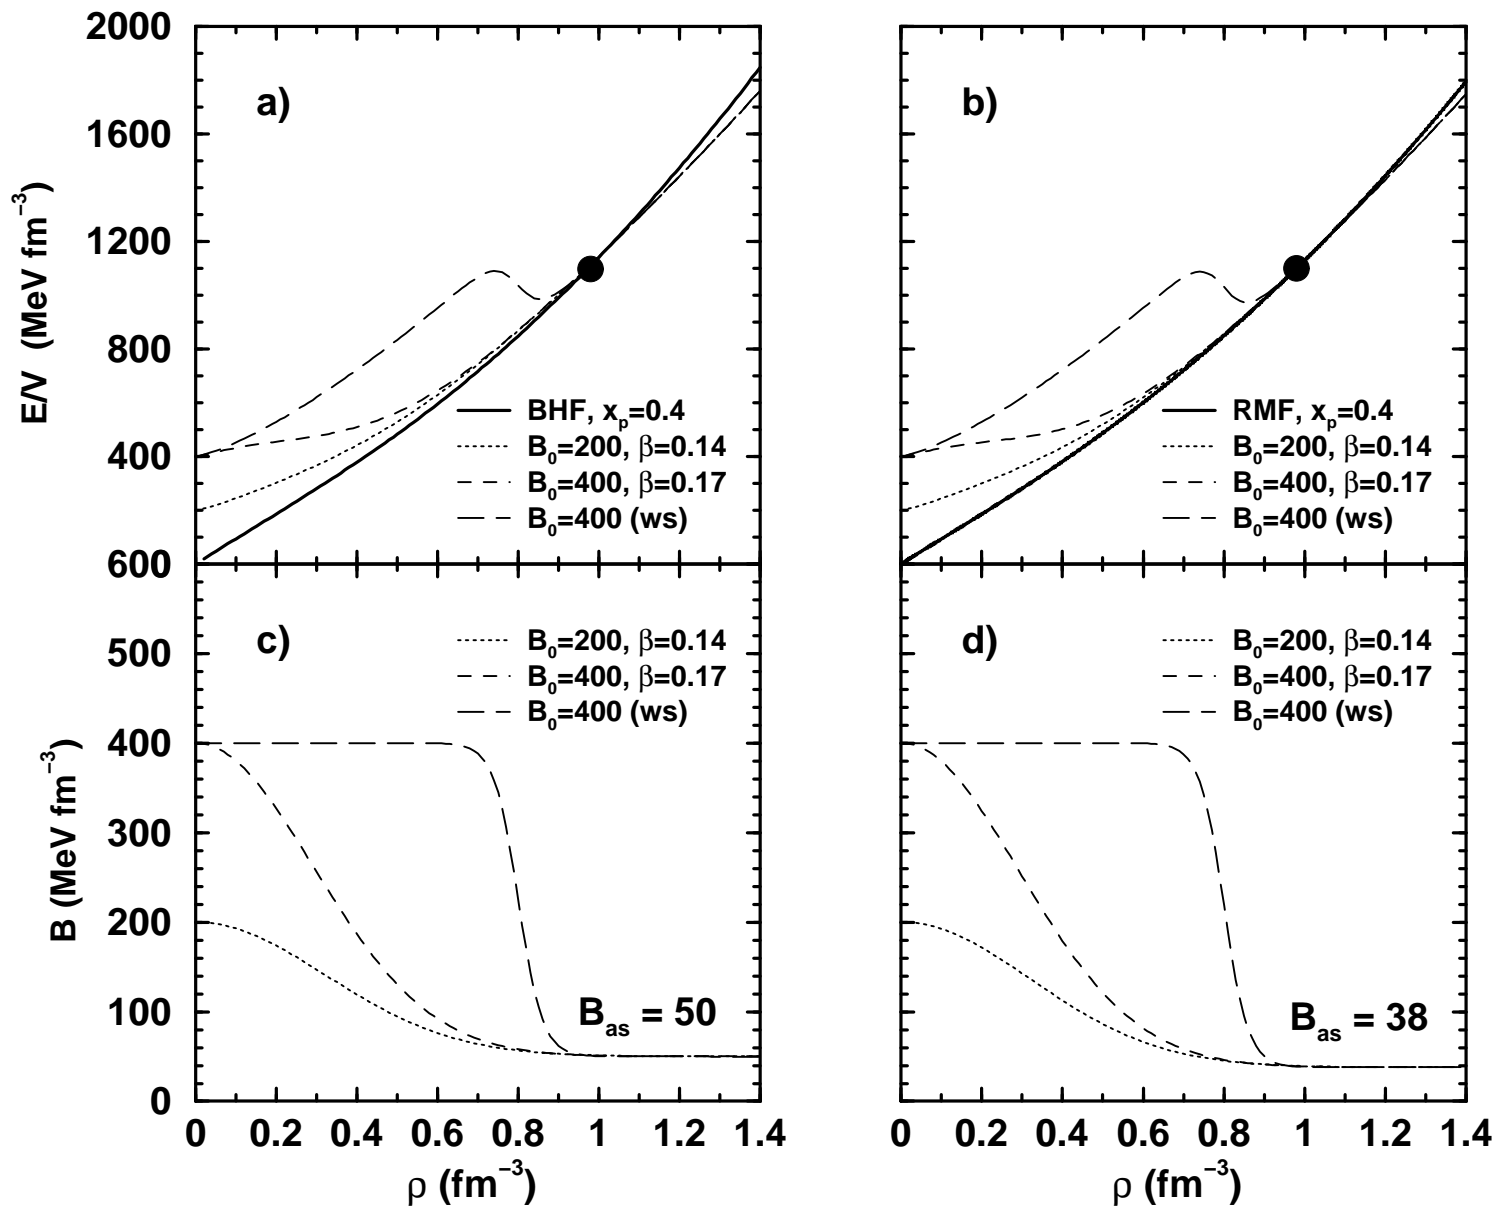 2000
1600
1200
800
400
600
500
400
300
200
100
0
E/V (MeV fm⁻³)
B (MeV fm⁻³)
a)
BHF, xₚ=0.4
B₀=200, β=0.14
B₀=400, β=0.17
B₀=400 (ws)
b)
RMF, xₚ=0.4
B₀=200, β=0.14
B₀=400, β=0.17
B₀=400 (ws)
c)
B₀=200, β=0.14
B₀=400, β=0.17
B₀=400 (ws)
Bₐₛ = 50
d)
B₀=200, β=0.14
B₀=400, β=0.17
B₀=400 (ws)
Bₐₛ = 38
0 0.2 0.4 0.6 0.8 1 1.2 1.4
0 0.2 0.4 0.6 0.8 1 1.2 1.4
ρ (fm⁻³)
ρ (fm⁻³)